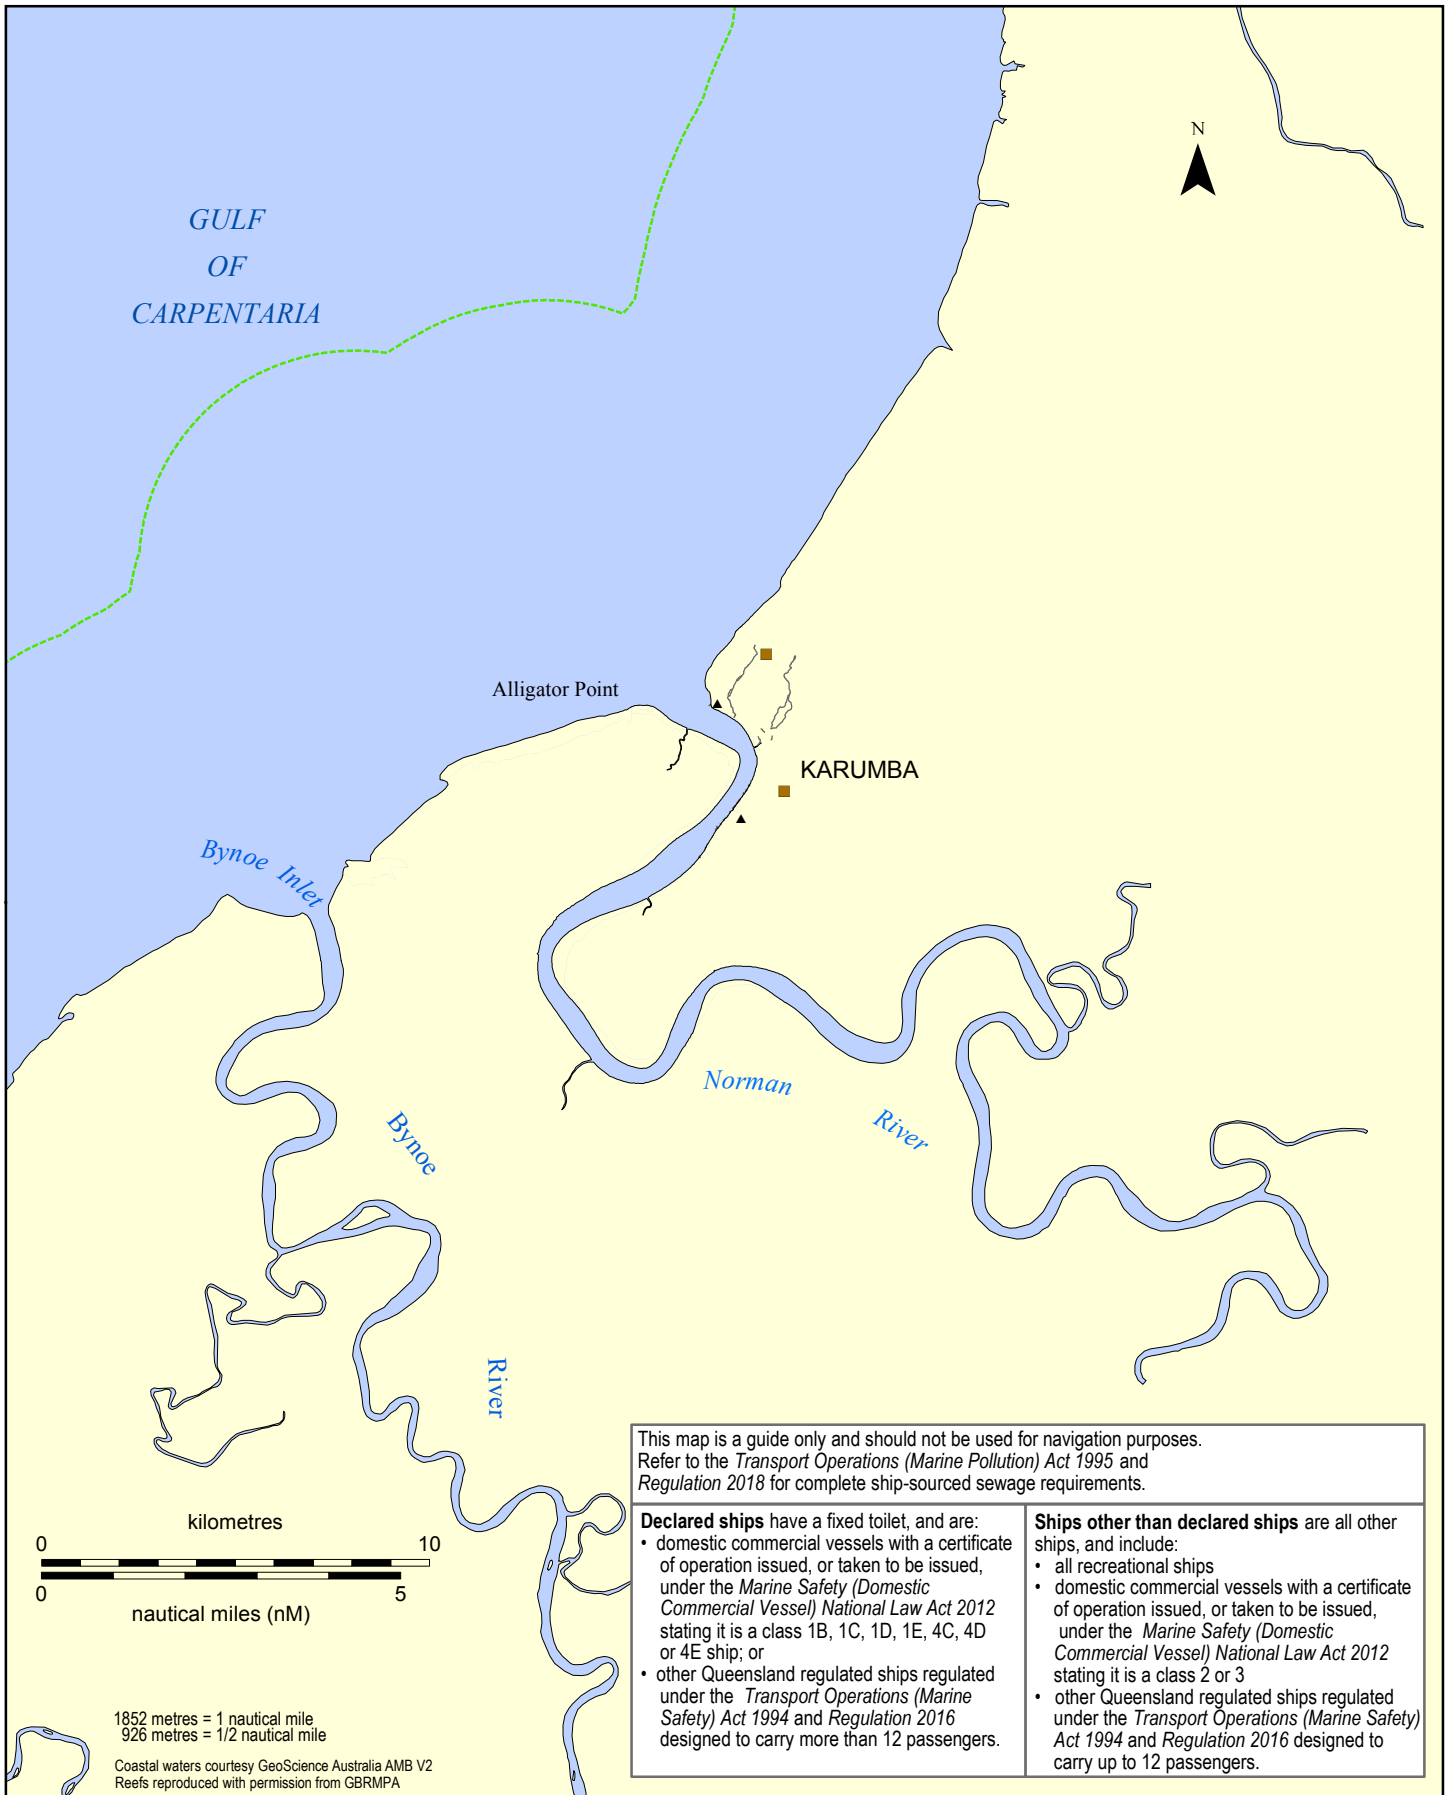 N
GULF
OF
CARPENTARIA
Alligator Point
KARUMBA
Bynoe Inlet
Norman
River
Bynoe
River
This map is a guide only and should not be used for navigation purposes.
Refer to the Transport Operations (Marine Pollution) Act 1995 and
Regulation 2018 for complete ship-sourced sewage requirements.
Declared ships have a fixed toilet, and are:
• domestic commercial vessels with a certificate
of operation issued, or taken to be issued,
under the Marine Safety (Domestic
Commercial Vessel) National Law Act 2012
stating it is a class 1B, 1C, 1D, 1E, 4C, 4D
or 4E ship; or
• other Queensland regulated ships regulated
under the Transport Operations (Marine
Safety) Act 1994 and Regulation 2016
designed to carry more than 12 passengers.
Ships other than declared ships are all other
ships, and include:
• all recreational ships
• domestic commercial vessels with a certificate
of operation issued, or taken to be issued,
under the Marine Safety (Domestic
Commercial Vessel) National Law Act 2012
stating it is a class 2 or 3
• other Queensland regulated ships regulated
under the Transport Operations (Marine Safety)
Act 1994 and Regulation 2016 designed to
carry up to 12 passengers.
kilometres
0 10
0 5
nautical miles (nM)
1852 metres = 1 nautical mile
926 metres = 1/2 nautical mile
Coastal waters courtesy GeoScience Australia AMB V2
Reefs reproduced with permission from GBRMPA